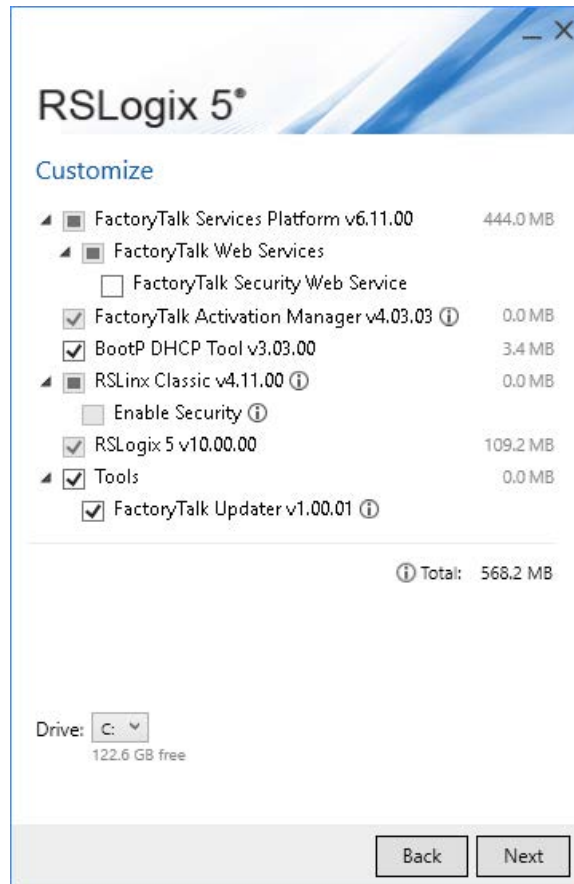 RSLogix 5®
Customize
FactoryTalk Services Platform v6.11.00 444.0 MB
FactoryTalk Web Services
FactoryTalk Security Web Service
FactoryTalk Activation Manager v4.03.03 0.0 MB
BootP DHCP Tool v3.03.00 3.4 MB
RSLinx Classic v4.11.00 0.0 MB
Enable Security
RSLogix 5 v10.00.00 109.2 MB
Tools 0.0 MB
FactoryTalk Updater v1.00.01
Total: 568.2 MB
Drive: C:
122.6 GB free
Back Next